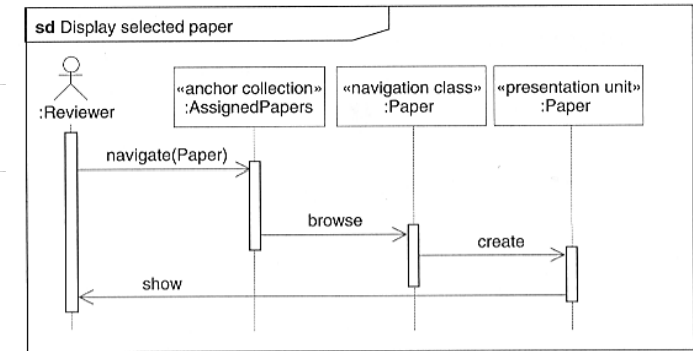 sd Display selected paper
:Reviewer
«anchor collection»
:AssignedPapers
«navigation class»
:Paper
«presentation unit»
:Paper
navigate(Paper)
browse
create
show